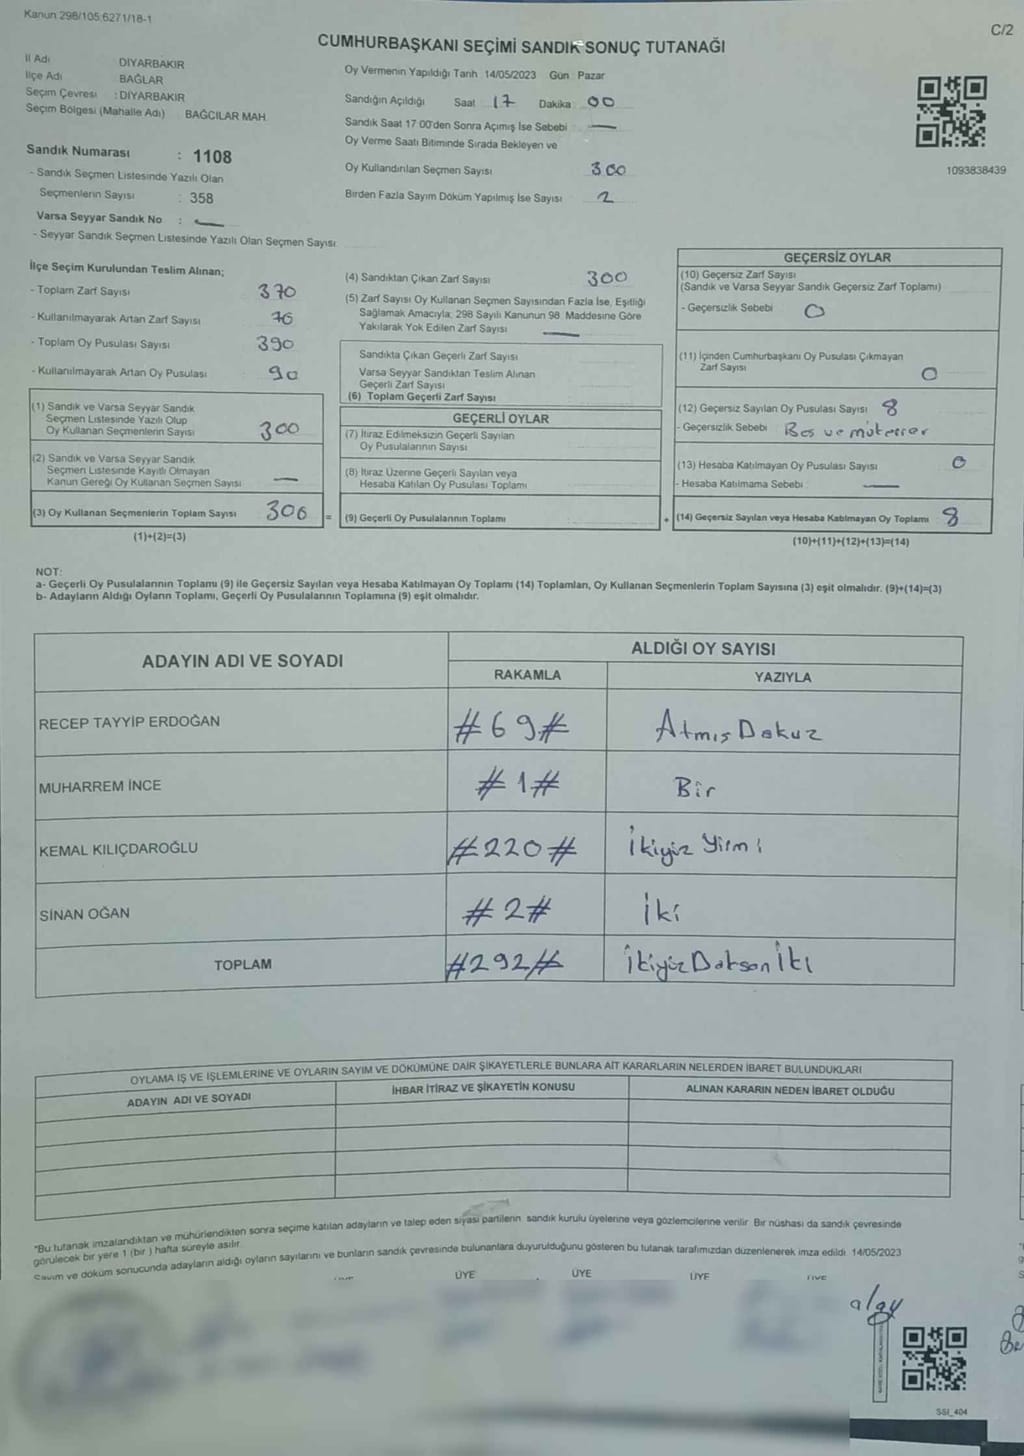 Kanun 298/105;6271/18-1
C/2
CUMHURBAŞKANI SEÇİMİ SANDIK SONUÇ TUTANAĞI
İl Adı DİYARBAKIR
İlçe Adı BAĞLAR
Seçim Çevresi : DİYARBAKIR
Seçim Bölgesi (Mahalle Adı) BAĞCILAR MAH.
Oy Vermenin Yapıldığı Tarih 14/05/2023 Gün Pazar
Sandığın Açıldığı Saat 17 Dakika 00
Sandık Saat 17 00'den Sonra Açımış İse Sebebi —
Oy Verme Saati Bitiminde Sırada Bekleyen ve
Oy Kullandırılan Seçmen Sayısı 300
Birden Fazla Sayım Döküm Yapılmış İse Sayısı 2
1093838439
Sandık Numarası : 1108
- Sandık Seçmen Listesinde Yazılı Olan
Seçmenlerin Sayısı : 358
Varsa Seyyar Sandık No : —
- Seyyar Sandık Seçmen Listesinde Yazılı Olan Seçmen Sayısı
İlçe Seçim Kurulundan Teslim Alınan;
- Toplam Zarf Sayısı 370
- Kullanılmayarak Artan Zarf Sayısı 76
- Toplam Oy Pusulası Sayısı 390
- Kullanılmayarak Artan Oy Pusulası 90
(1) Sandık ve Varsa Seyyar Sandık
Seçmen Listesinde Yazılı Olup
Oy Kullanan Seçmenlerin Sayısı 300
(2) Sandık ve Varsa Seyyar Sandık
Seçmen Listesinde Kayıtlı Olmayan
Kanun Gereği Oy Kullanan Seçmen Sayısı —
(3) Oy Kullanan Seçmenlerin Toplam Sayısı 306 =
(1)+(2)=(3)
(4) Sandıktan Çıkan Zarf Sayısı 300
(5) Zarf Sayısı Oy Kullanan Seçmen Sayısından Fazla İse, Eşitliği
Sağlamak Amacıyla; 298 Sayılı Kanunun 98. Maddesine Göre
Yakılarak Yok Edilen Zarf Sayısı —
Sandıkta Çıkan Geçerli Zarf Sayısı
Varsa Seyyar Sandıktan Teslim Alınan
Geçerli Zarf Sayısı
(6) Toplam Geçerli Zarf Sayısı
GEÇERLİ OYLAR
(7) İtiraz Edilmeksizin Geçerli Sayılan
Oy Pusulalarının Sayısı
(8) İtiraz Üzerine Geçerli Sayılan veya
Hesaba Katılan Oy Pusulası Toplamı
(9) Geçerli Oy Pusulalarının Toplamı +
GEÇERSİZ OYLAR
(10) Geçersiz Zarf Sayısı
(Sandık ve Varsa Seyyar Sandık Geçersiz Zarf Toplamı)
- Geçersizlik Sebebi 0
(11) İçinden Cumhurbaşkanı Oy Pusulası Çıkmayan
Zarf Sayısı 0
(12) Geçersiz Sayılan Oy Pusulası Sayısı 8
- Geçersizlik Sebebi Bos ve mükerrer
(13) Hesaba Katılmayan Oy Pusulası Sayısı 0
- Hesaba Katılmama Sebebi —
(14) Geçersiz Sayılan veya Hesaba Katılmayan Oy Toplamı 8
(10)+(11)+(12)+(13)=(14)
NOT:
a- Geçerli Oy Pusulalarının Toplamı (9) ile Geçersiz Sayılan veya Hesaba Katılmayan Oy Toplamı (14) Toplamları, Oy Kullanan Seçmenlerin Toplam Sayısına (3) eşit olmalıdır. (9)+(14)=(3)
b- Adayların Aldığı Oyların Toplamı, Geçerli Oy Pusulalarının Toplamına (9) eşit olmalıdır.
ADAYIN ADI VE SOYADI ALDIĞI OY SAYISI
RAKAMLA YAZIYLA
RECEP TAYYİP ERDOĞAN #69# Atmış Dokuz
MUHARREM İNCE #1# Bir
KEMAL KILIÇDAROĞLU #220# İkiyüz Yirmi
SİNAN OĞAN #2# İki
TOPLAM #292# İkiyüz Doksan İki
OYLAMA İŞ VE İŞLEMLERİNE VE OYLARIN SAYIM VE DÖKÜMÜNE DAİR ŞİKAYETLERLE BUNLARA AİT KARARLARIN NELERDEN İBARET BULUNDUKLARI
ADAYIN ADI VE SOYADI İHBAR İTİRAZ VE ŞİKAYETİN KONUSU ALINAN KARARIN NEDEN İBARET OLDUĞU
"Bu tutanak imzalandıktan ve mühürlendikten sonra seçime katılan adayların ve talep eden siyasi partilerin sandık kurulu üyelerine veya gözlemcilerine verilir. Bir nüshası da sandık çevresinde
görülecek bir yere 1 (bir ) hafta süreyle asılır.
Sayım ve döküm sonucunda adayların aldığı oyların sayılarını ve bunların sandık çevresinde bulunanlara duyurulduğunu gösteren bu tutanak tarafımızdan düzenlenerek imza edildi. 14/05/2023
ÜYE ÜYE ÜYE ÜYE ÜYE
SSI_404